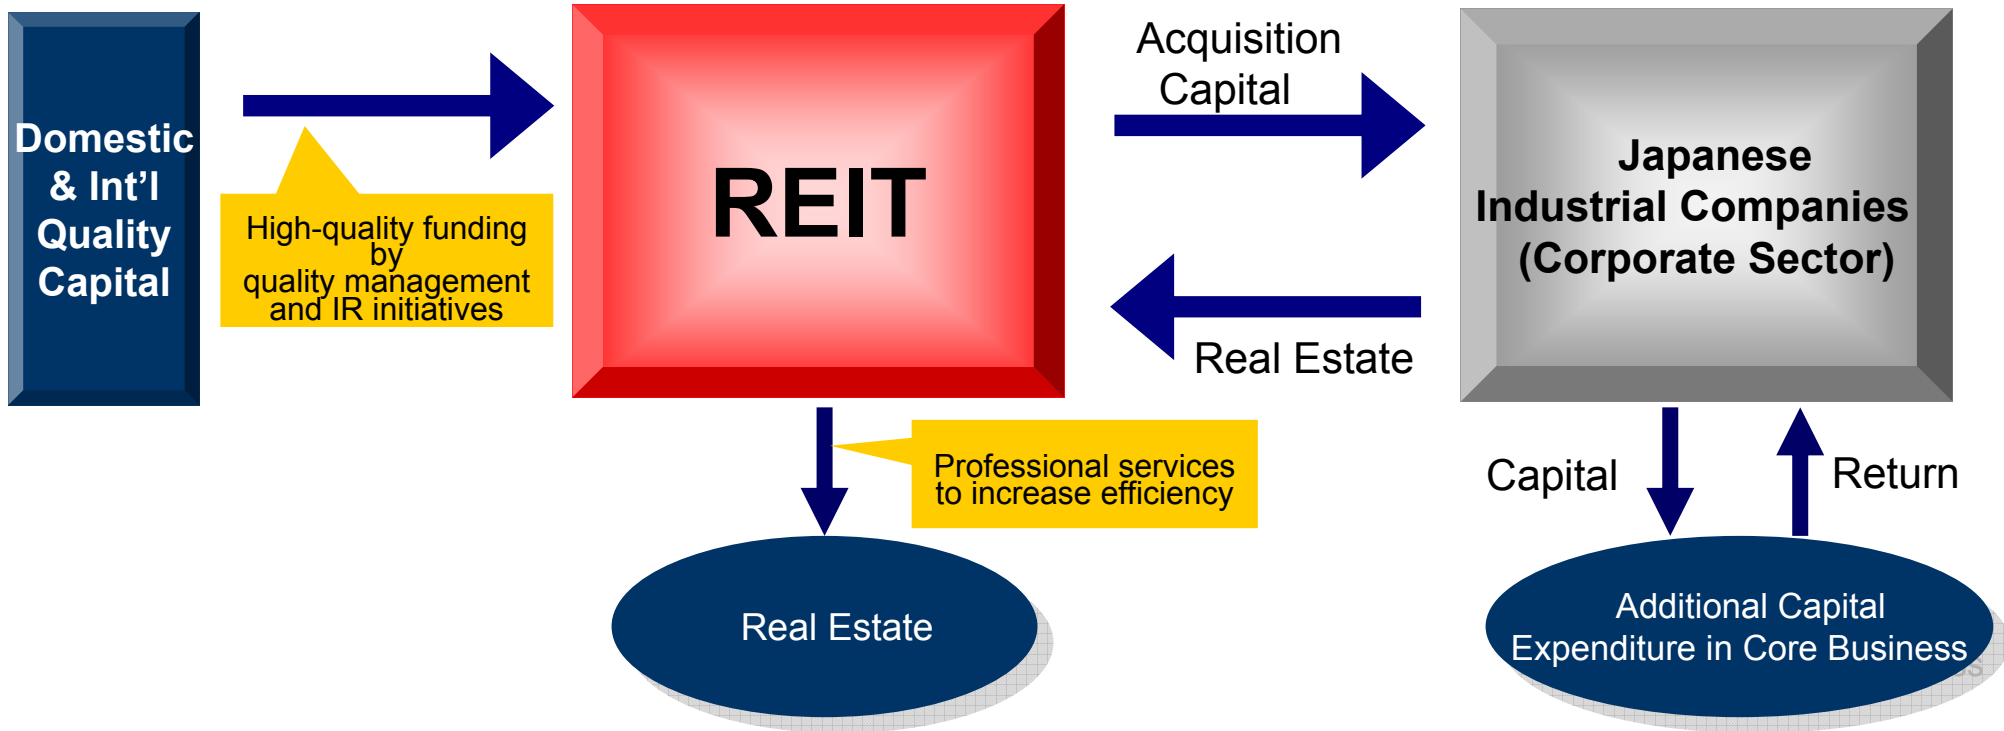 Domestic
& Int'l
Quality
Capital
High-quality funding
by
quality management
and IR initiatives
REIT
Acquisition
Capital
Real Estate
Japanese
Industrial Companies
(Corporate Sector)
Professional services
to increase efficiency
Capital
Return
Real Estate
Additional Capital
Expenditure in Core Business